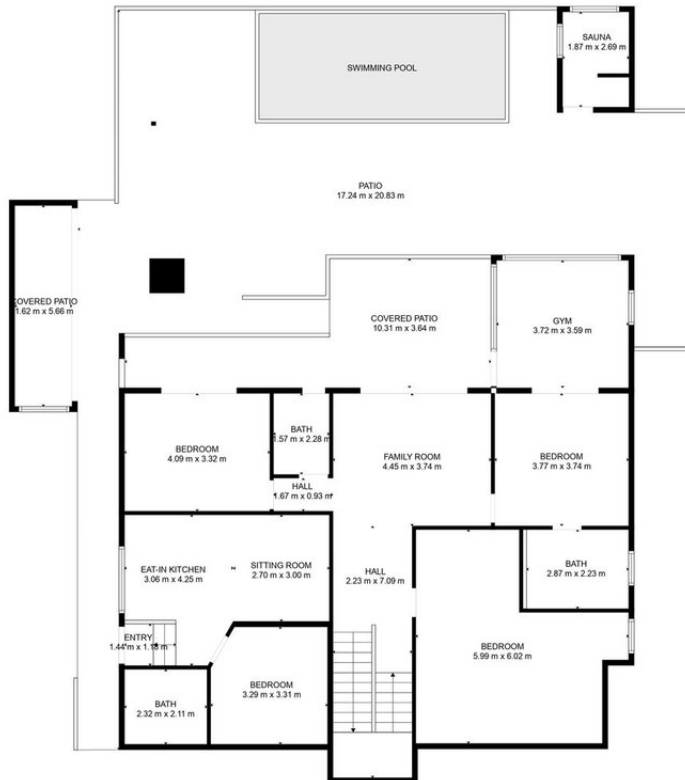 SAUNA
1.87 m x 2.69 m
SWIMMING POOL
PATIO
17.24 m x 20.83 m
COVERED PATIO
1.62 m x 5.66 m
COVERED PATIO
10.31 m x 3.64 m
GYM
3.72 m x 3.59 m
BEDROOM
4.09 m x 3.32 m
BATH
1.57 m x 2.28 m
FAMILY ROOM
4.45 m x 3.74 m
BEDROOM
3.77 m x 3.74 m
HALL
1.67 m x 0.93 m
EAT-IN KITCHEN
3.06 m x 4.25 m
SITTING ROOM
2.70 m x 3.00 m
HALL
2.23 m x 7.09 m
BATH
2.87 m x 2.23 m
ENTRY
1.44 m x 1.18 m
BEDROOM
5.99 m x 6.02 m
BEDROOM
3.29 m x 3.31 m
BATH
2.32 m x 2.11 m